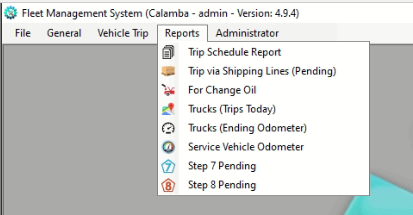 Fleet Management System (Calamba - admin - Version: 4.9.4)
File General Vehicle Trip Reports Administrator
Trip Schedule Report
Trip via Shipping Lines (Pending)
For Change Oil
Trucks (Trips Today)
Trucks (Ending Odometer)
Service Vehicle Odometer
7 Step 7 Pending
8 Step 8 Pending